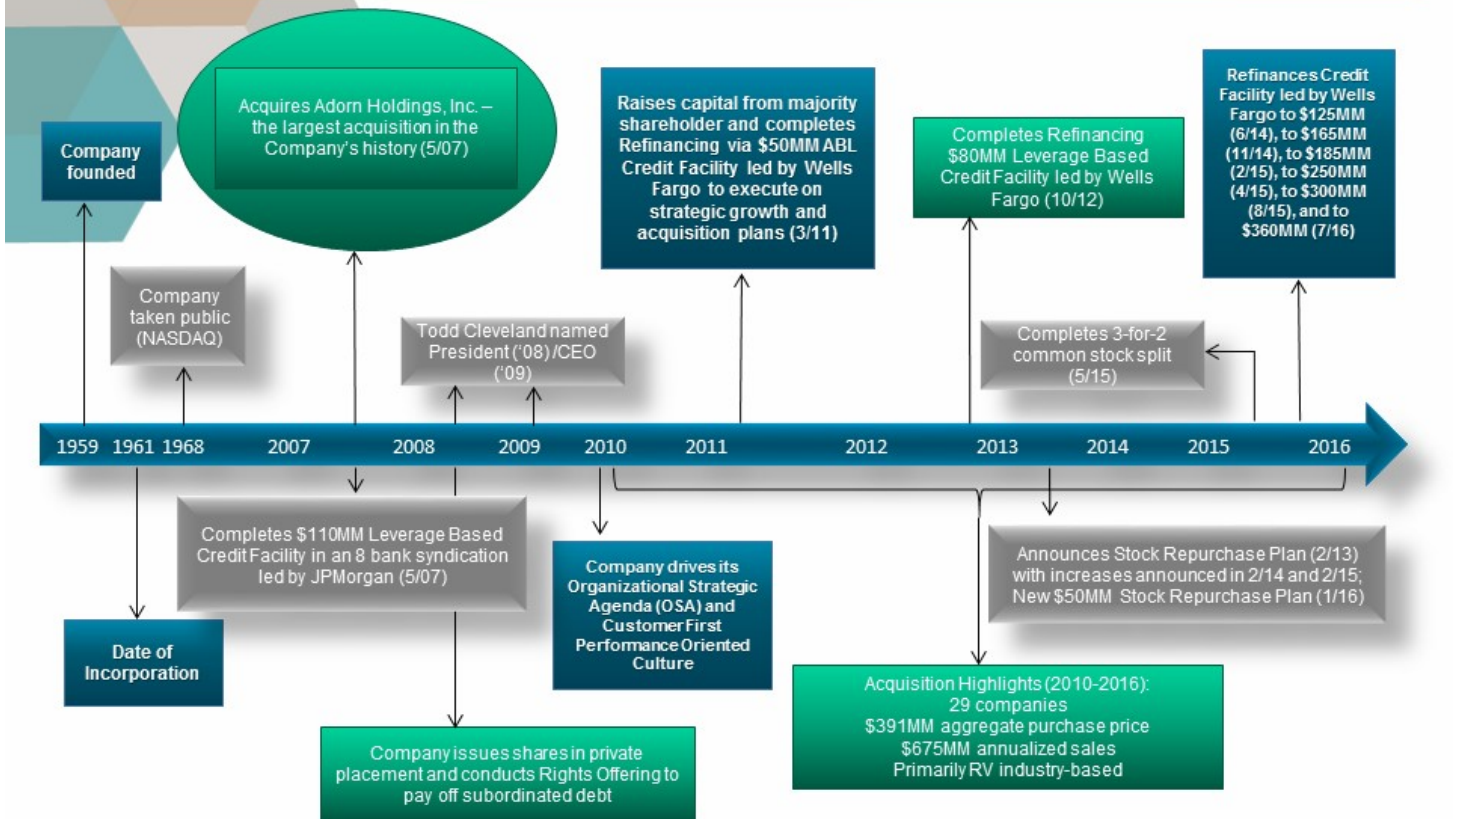 Acquires Adorn Holdings, Inc. –
the largest acquisition in the
Company's history (5/07)
Company
founded
Raises capital from majority
shareholder and completes
Refinancing via $50MM ABL
Credit Facility led by Wells
Fargo to execute on
strategic growth and
acquisition plans (3/11)
Completes Refinancing
$80MM Leverage Based
Credit Facility led by Wells
Fargo (10/12)
Refinances Credit
Facility led by Wells
Fargo to $125MM
(6/14), to $165MM
(11/14), to $185MM
(2/15), to $250MM
(4/15), to $300MM
(8/15), and to
$360MM (7/16)
Company
taken public
(NASDAQ)
Todd Cleveland named
President ('08) /CEO
('09)
Completes 3-for-2
common stock split
(5/15)
1959 1961 1968 2007 2008 2009 2010 2011 2012 2013 2014 2015 2016
Completes $110MM Leverage Based
Credit Facility in an 8 bank syndication
led by JPMorgan (5/07)
Company drives its
Organizational Strategic
Agenda (OSA) and
Customer First
Performance Oriented
Culture
Announces Stock Repurchase Plan (2/13)
with increases announced in 2/14 and 2/15;
New $50MM Stock Repurchase Plan (1/16)
Date of
Incorporation
Acquisition Highlights (2010-2016):
29 companies
$391MM aggregate purchase price
$675MM annualized sales
Primarily RV industry-based
Company issues shares in private
placement and conducts Rights Offering to
pay off subordinated debt